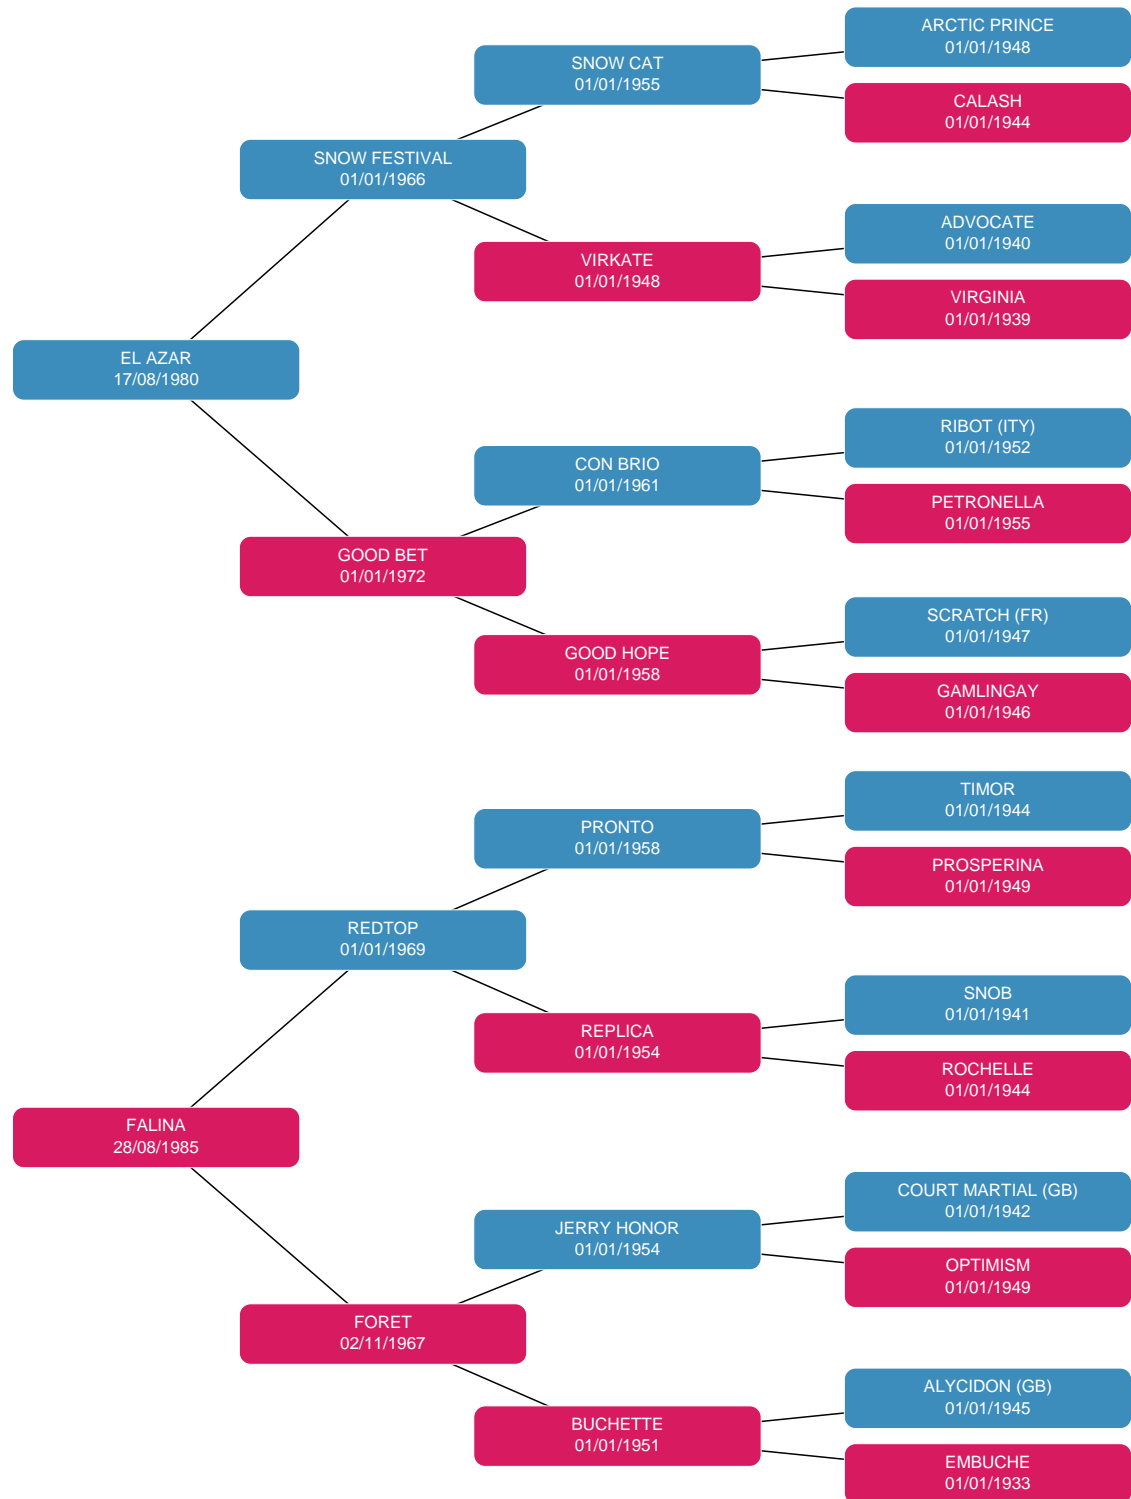 ARCTIC PRINCE
01/01/1948
SNOW CAT
01/01/1955
CALASH
01/01/1944
SNOW FESTIVAL
01/01/1966
ADVOCATE
01/01/1940
VIRKATE
01/01/1948
VIRGINIA
01/01/1939
EL AZAR
17/08/1980
RIBOT (ITY)
01/01/1952
CON BRIO
01/01/1961
PETRONELLA
01/01/1955
GOOD BET
01/01/1972
SCRATCH (FR)
01/01/1947
GOOD HOPE
01/01/1958
GAMLINGAY
01/01/1946
TIMOR
01/01/1944
PRONTO
01/01/1958
PROSPERINA
01/01/1949
REDTOP
01/01/1969
SNOB
01/01/1941
REPLICA
01/01/1954
ROCHELLE
01/01/1944
FALINA
28/08/1985
COURT MARTIAL (GB)
01/01/1942
JERRY HONOR
01/01/1954
OPTIMISM
01/01/1949
FORET
02/11/1967
ALYCIDON (GB)
01/01/1945
BUCHETTE
01/01/1951
EMBUCHE
01/01/1933